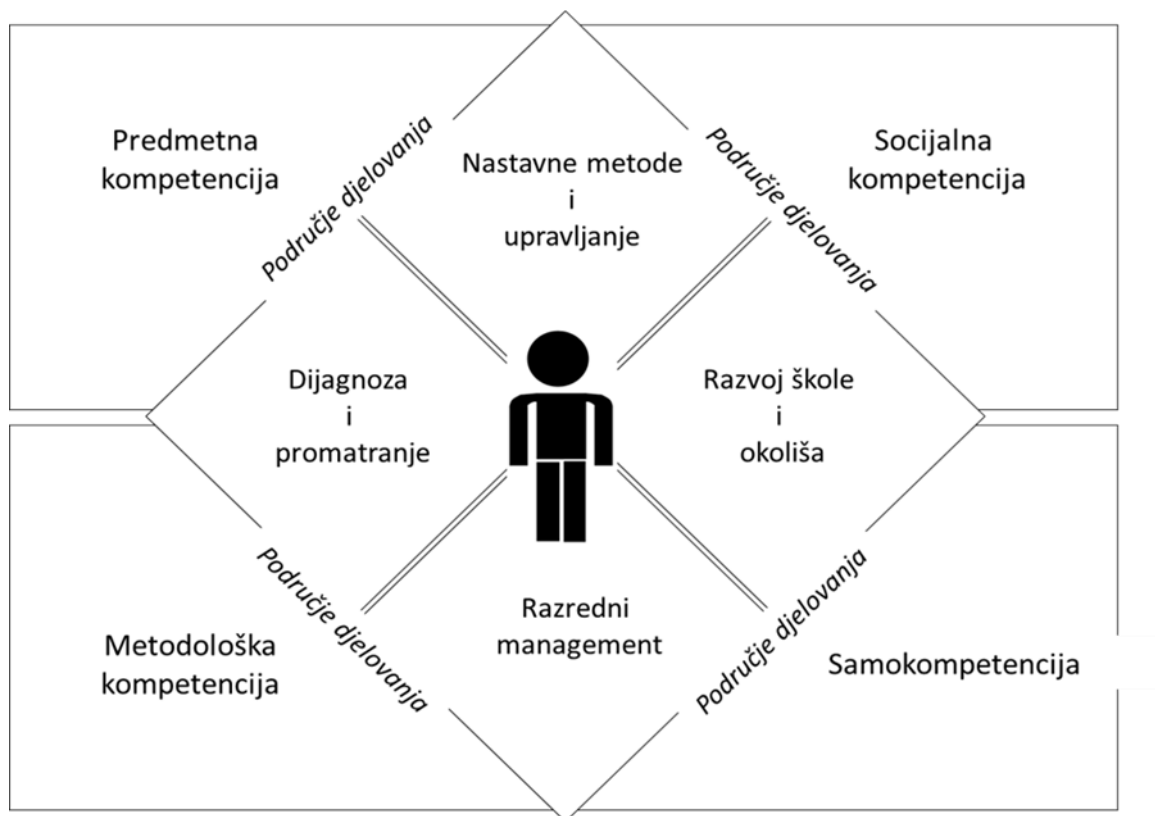 Predmetna
kompetencija
Područje djelovanja
Nastavne metode
i
upravljanje
Područje djelovanja
Socijalna
kompetencija
Dijagnoza
i
promatranje
Razvoj škole
i
okoliša
Metodološka
kompetencija
Područje djelovanja
Razredni
management
Područje djelovanja
Samokompetencija